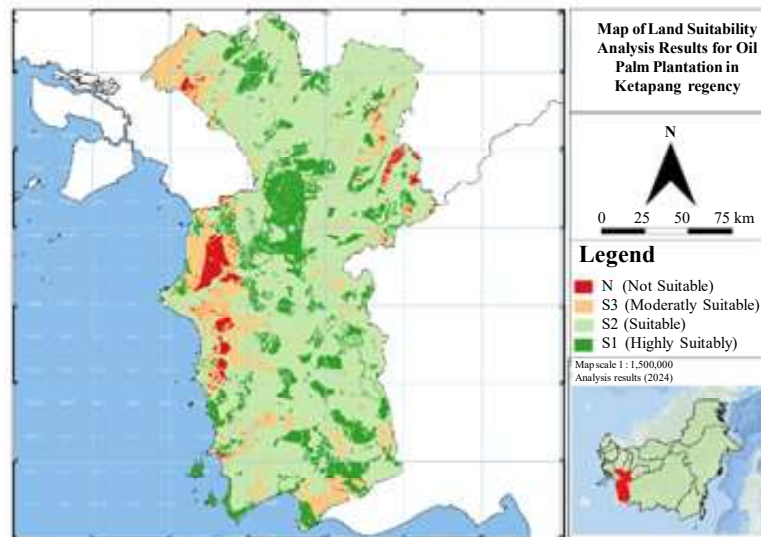 Map of Land Suitability
Analysis Results for Oil
Palm Plantation in
Ketapang regency
N
0 25 50 75 km
Legend
N (Not Suitable)
S3 (Moderatly Suitable)
S2 (Suitable)
S1 (Highly Suitably)
Map scale 1 : 1,500,000
Analysis results (2024)